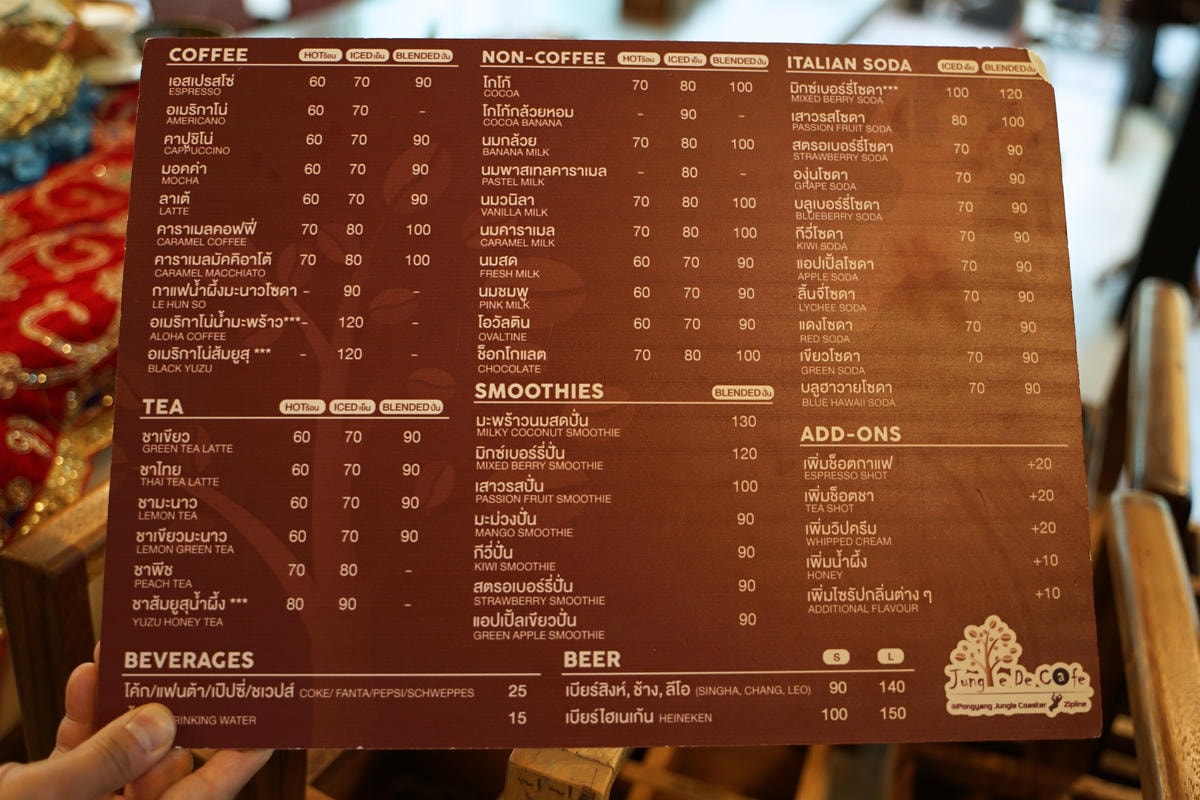 COFFEE HOTร้อน ICEDเย็น BLENDEDปั่น
เอสเปรสโซ่ 60 70 90
ESPRESSO
อเมริกาโน่ 60 70 -
AMERICANO
คาปูชิโน่ 60 70 90
CAPPUCCINO
มอคค่า 60 70 90
MOCHA
ลาเต้ 60 70 90
LATTE
คาราเมลคอฟฟี่ 70 80 100
CARAMEL COFFEE
คาราเมลมัคคิอาโต้ 70 80 100
CARAMEL MACCHIATO
กาแฟน้ำผึ้งมะนาวโซดา - 90 -
LE HUN SO
อเมริกาโน่น้ำมะพร้าว*** - 120 -
ALOHA COFFEE
อเมริกาโน่ส้มยูสุ *** - 120 -
BLACK YUZU
TEA HOTร้อน ICEDเย็น BLENDEDปั่น
ชาเขียว 60 70 90
GREEN TEA LATTE
ชาไทย 60 70 90
THAI TEA LATTE
ชามะนาว 60 70 90
LEMON TEA
ชาเขียวมะนาว 60 70 90
LEMON GREEN TEA
ชาพีช 70 80 -
PEACH TEA
ชาส้มยูสุน้ำผึ้ง *** 80 90 -
YUZU HONEY TEA
NON-COFFEE HOTร้อน ICEDเย็น BLENDEDปั่น
โกโก้ 70 80 100
COCOA
โกโก้กล้วยหอม - 90 -
COCOA BANANA
นมกล้วย 70 80 100
BANANA MILK
นมพาสเทลคาราเมล - 80 -
PASTEL MILK
นมวนิลา 70 80 100
VANILLA MILK
นมคาราเมล 70 80 100
CARAMEL MILK
นมสด 60 70 90
FRESH MILK
นมชมพู 60 70 90
PINK MILK
โอวัลติน 60 70 90
OVALTINE
ช็อกโกแลต 70 80 100
CHOCOLATE
SMOOTHIES BLENDEDปั่น
มะพร้าวนมสดปั่น 130
MILKY COCONUT SMOOTHIE
มิกซ์เบอร์รี่ปั่น 120
MIXED BERRY SMOOTHIE
เสาวรสปั่น 100
PASSION FRUIT SMOOTHIE
มะม่วงปั่น 90
MANGO SMOOTHIE
กีวี่ปั่น 90
KIWI SMOOTHIE
สตรอเบอร์รี่ปั่น 90
STRAWBERRY SMOOTHIE
แอปเปิ้ลเขียวปั่น 90
GREEN APPLE SMOOTHIE
ITALIAN SODA ICEDเย็น BLENDEDปั่น
มิกซ์เบอร์รี่โซดา*** 100 120
MIXED BERRY SODA
เสาวรสโซดา 80 100
PASSION FRUIT SODA
สตรอเบอร์รี่โซดา 70 90
STRAWBERRY SODA
องุ่นโซดา 70 90
GRAPE SODA
บลูเบอร์รี่โซดา 70 90
BLUEBERRY SODA
กีวี่โซดา 70 90
KIWI SODA
แอปเปิ้ลโซดา 70 90
APPLE SODA
ลิ้นจี่โซดา 70 90
LYCHEE SODA
แดงโซดา 70 90
RED SODA
เขียวโซดา 70 90
GREEN SODA
บลูฮาวายโซดา 70 90
BLUE HAWAII SODA
ADD-ONS
เพิ่มช็อตกาแฟ +20
ESPRESSO SHOT
เพิ่มช็อตชา +20
TEA SHOT
เพิ่มวิปครีม +20
WHIPPED CREAM
เพิ่มน้ำผึ้ง +10
HONEY
เพิ่มไซรัปกลิ่นต่าง ๆ +10
ADDITIONAL FLAVOUR
BEVERAGES
โค้ก/แฟนต้า/เป๊ปซี่/ชเวปส์ COKE/ FANTA/PEPSI/SCHWEPPES 25
RINKING WATER 15
BEER S L
เบียร์สิงห์, ช้าง, ลีโอ (SINGHA, CHANG, LEO) 90 140
เบียร์ไฮเนเก้น HEINEKEN 100 150
Jungle De Cafe
@Pongyang Jungle Coaster Zipline